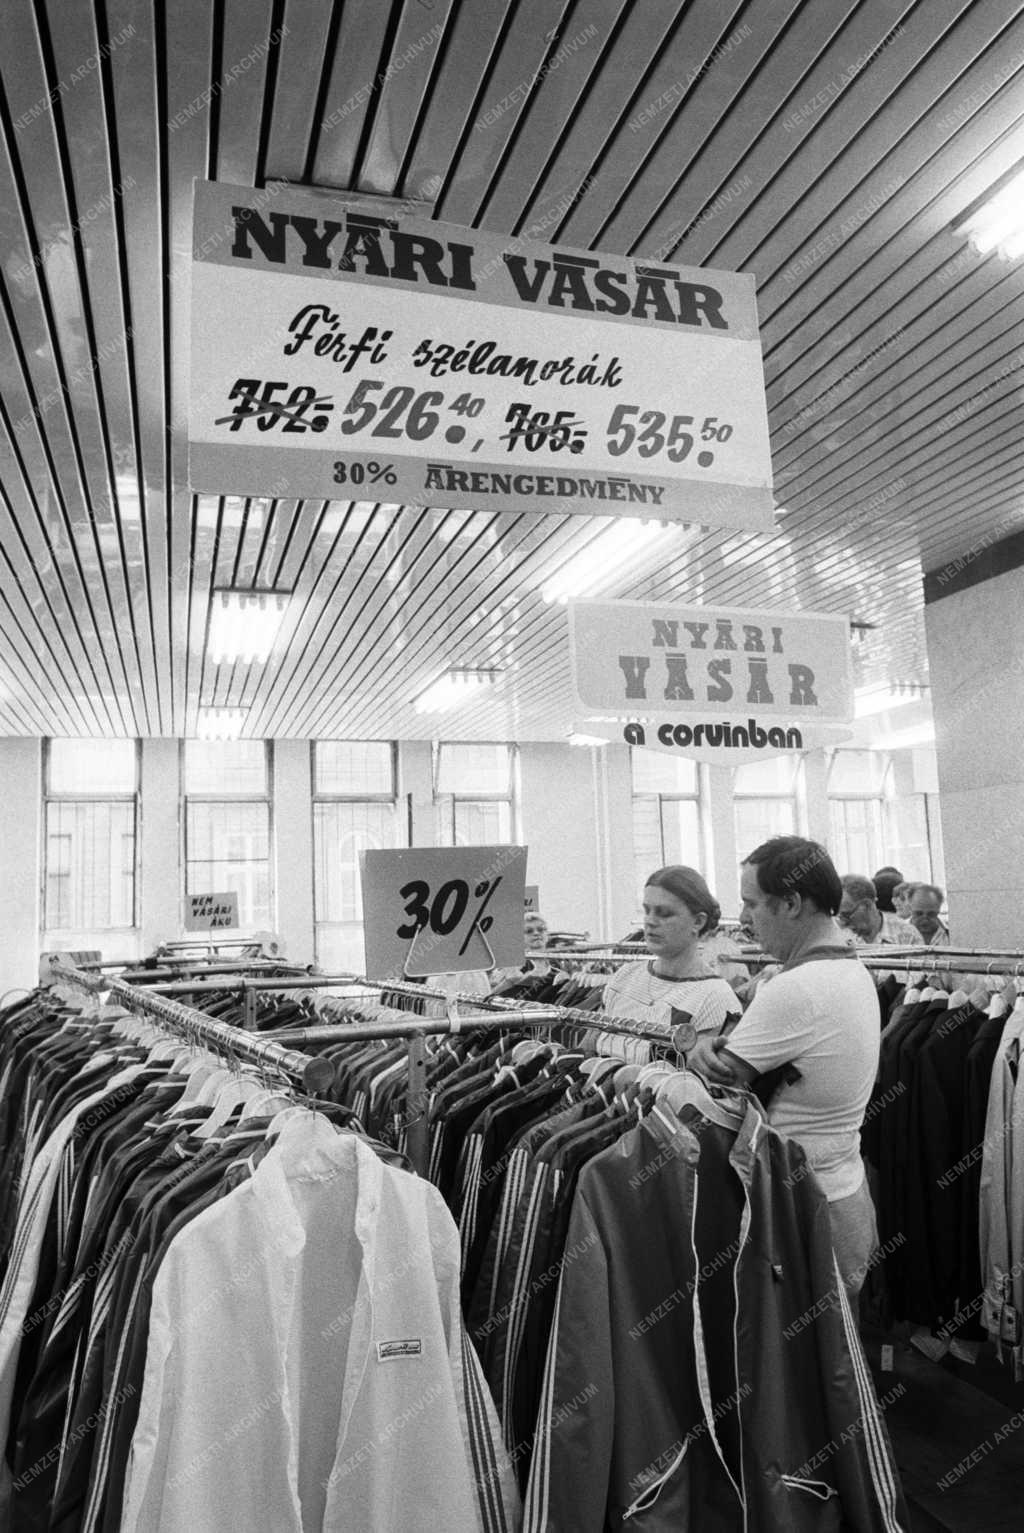 NYĀRI VĀSĀR
Férfi szélanorák
752.- 526.40, 765.- 535.50
30% ĀRENGEDMĒNY
NYĀRI
VĀSĀR
a corvinban
30%
NEM
VÁSÁRI
ÁRU
NEMZETI ARCHÍVUM